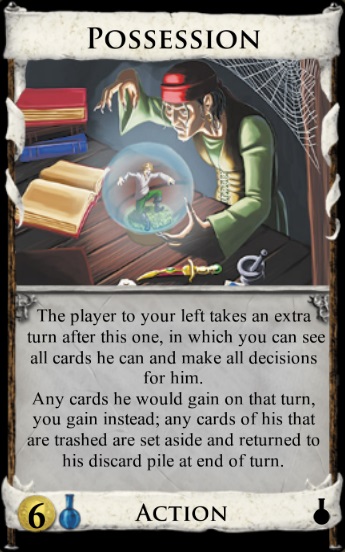 POSSESSION
The player to your left takes an extra
turn after this one, in which you can see
all cards he can and make all decisions
for him.
Any cards he would gain on that turn,
you gain instead; any cards of his that
are trashed are set aside and returned to
his discard pile at end of turn.
6 ACTION